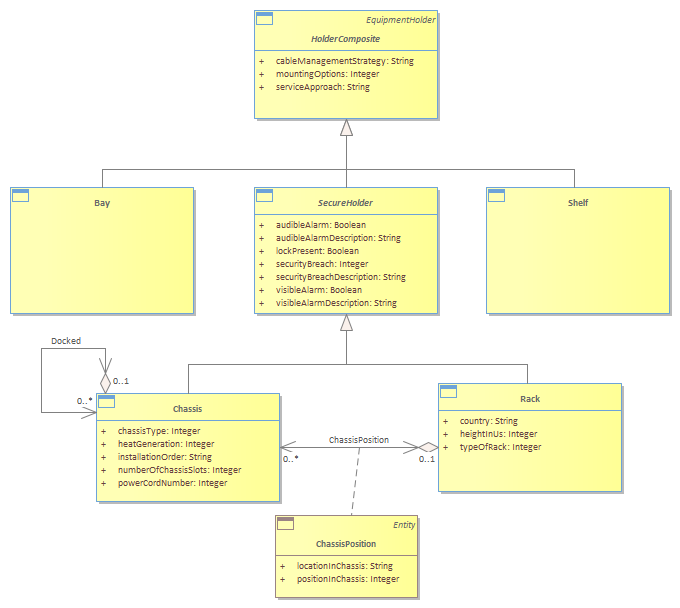 EquipmentHolder
HolderComposite
+ cableManagementStrategy: String
+ mountingOptions: Integer
+ serviceApproach: String
Bay
SecureHolder
+ audibleAlarm: Boolean
+ audibleAlarmDescription: String
+ lockPresent: Boolean
+ securityBreach: Integer
+ securityBreachDescription: String
+ visibleAlarm: Boolean
+ visibleAlarmDescription: String
Shelf
Docked
0..1
0..*
Chassis
+ chassisType: Integer
+ heatGeneration: Integer
+ installationOrder: String
+ numberOfChassisSlots: Integer
+ powerCordNumber: Integer
ChassisPosition
0..*
0..1
Rack
+ country: String
+ heightInUs: Integer
+ typeOfRack: Integer
Entity
ChassisPosition
+ locationInChassis: String
+ positionInChassis: Integer